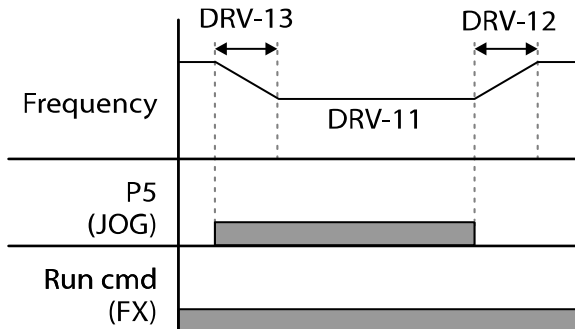 DRV-13
DRV-12
Frequency
DRV-11
P5
(JOG)
Run cmd
(FX)